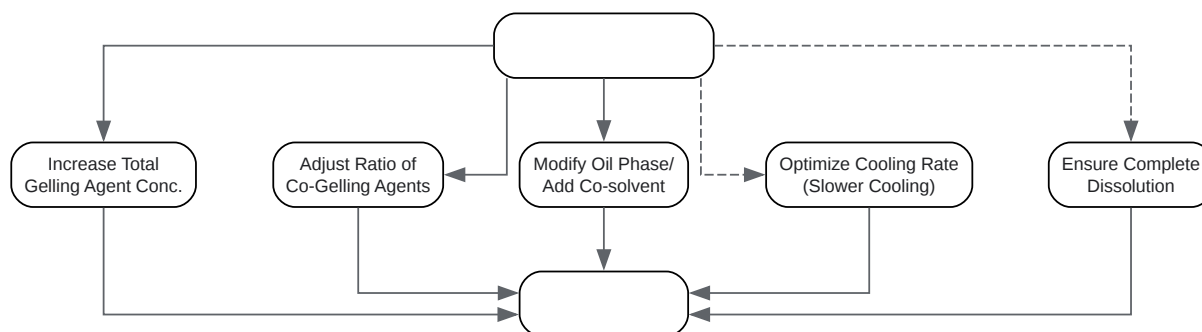 Increase Total
Gelling Agent Conc.
Adjust Ratio of
Co-Gelling Agents
Modify Oil Phase/
Add Co-solvent
Optimize Cooling Rate
(Slower Cooling)
Ensure Complete
Dissolution